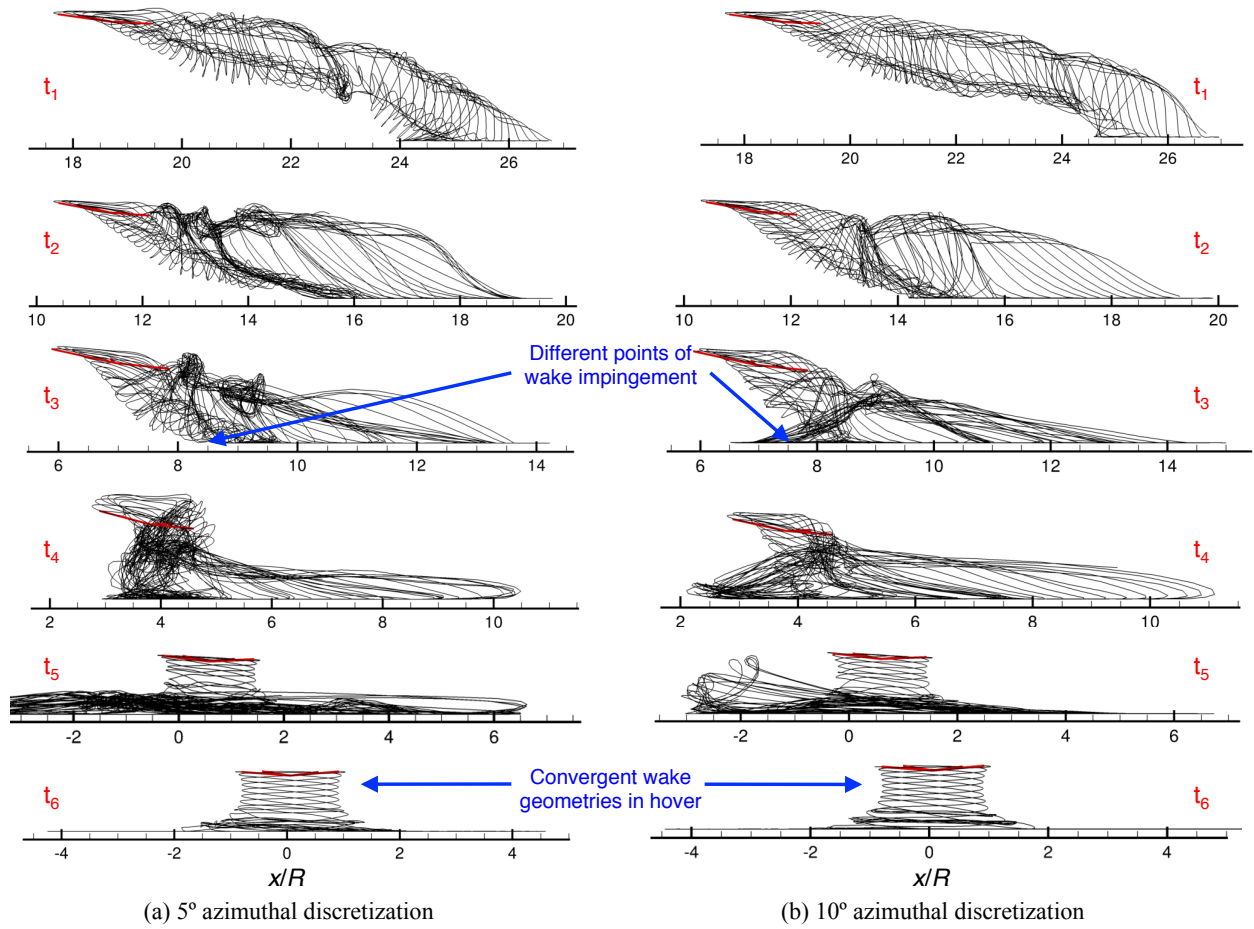 t1
18 20 22 24 26
t1
18 20 22 24 26
t2
10 12 14 16 18 20
t2
10 12 14 16 18 20
Different points of
wake impingement
t3
6 8 10 12 14
t3
6 8 10 12 14
t4
2 4 6 8 10
t4
2 4 6 8 10
t5
-2 0 2 4 6
t5
-2 0 2 4 6
Convergent wake
geometries in hover
t6
-4 -2 0 2 4
x/R
t6
-4 -2 0 2 4
x/R
(a) 5º azimuthal discretization
(b) 10º azimuthal discretization